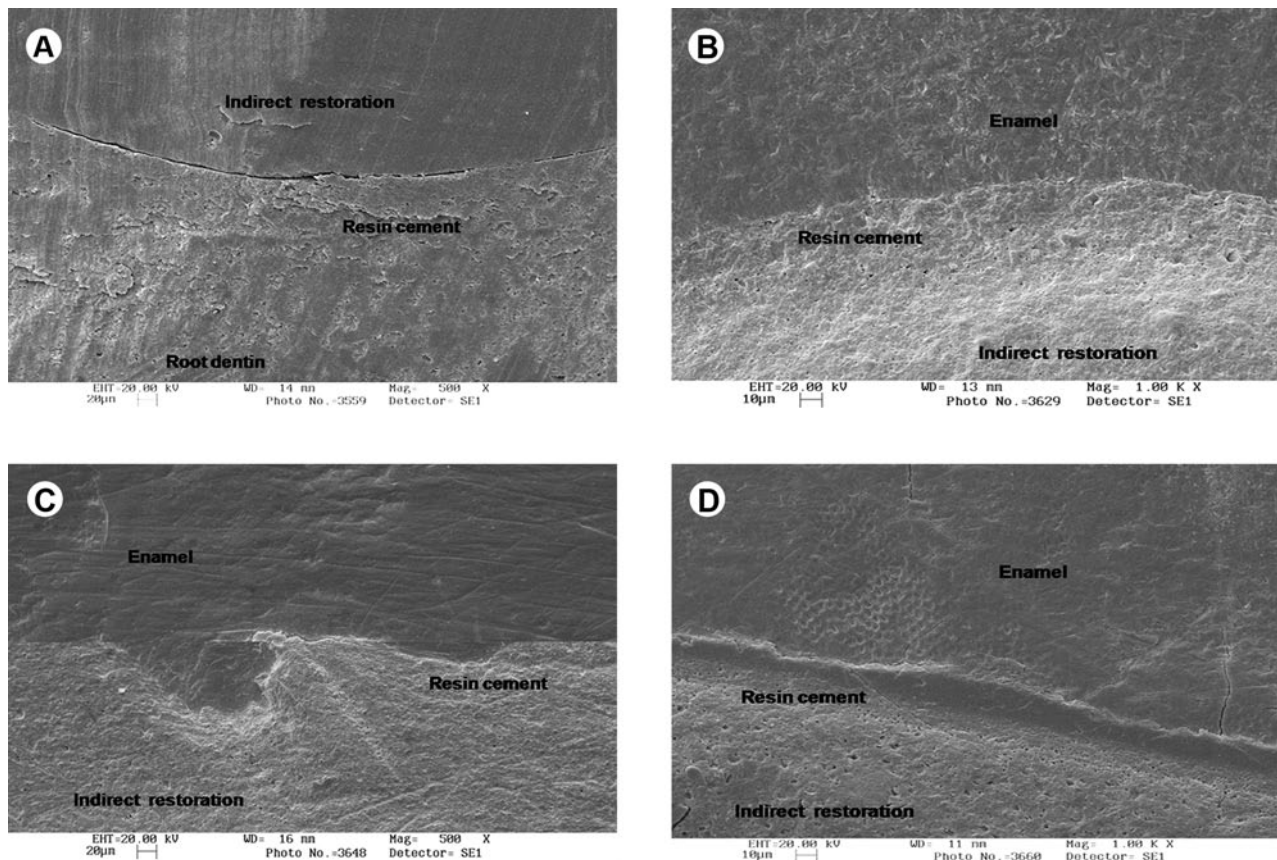 A
Indirect restoration
Resin cement
Root dentin
EHT=20.00 kV WD= 14 mm Mag= 500 X
20µm Photo No.=3559 Detector= SE1
B
Enamel
Resin cement
Indirect restoration
EHT=20.00 kV WD= 13 mm Mag= 1.00 K X
10µm Photo No.=3629 Detector= SE1
C
Enamel
Resin cement
Indirect restoration
EHT=20.00 kV WD= 16 mm Mag= 500 X
20µm Photo No.=3648 Detector= SE1
D
Enamel
Resin cement
Indirect restoration
EHT=20.00 kV WD= 11 mm Mag= 1.00 K X
10µm Photo No.=3660 Detector= SE1